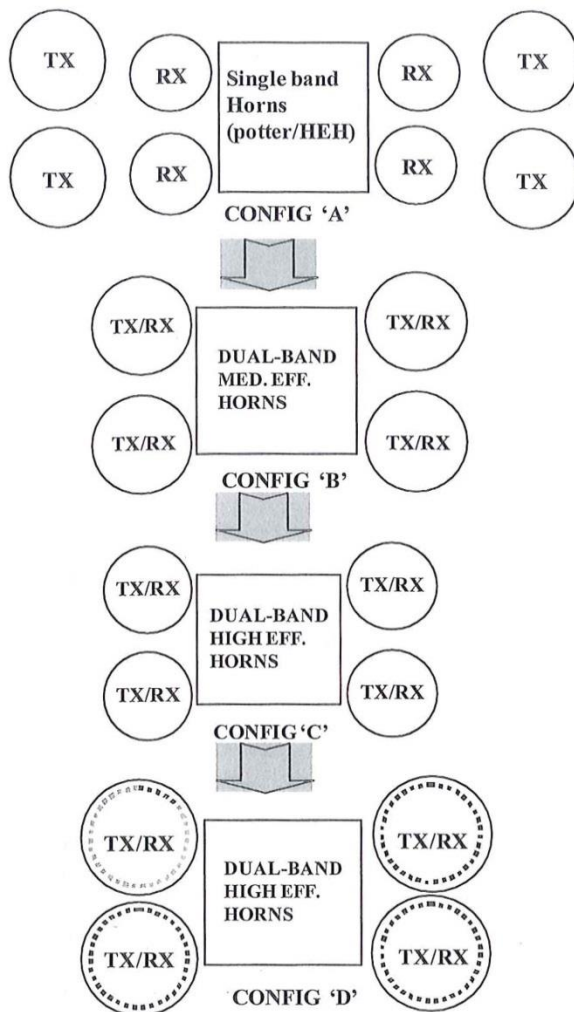 TX RX Single band RX TX
Horns
(potter/HEH)
TX RX RX TX
CONFIG ‘A’
TX/RX TX/RX
DUAL-BAND
MED. EFF.
HORNS
TX/RX TX/RX
CONFIG ‘B’
TX/RX TX/RX
DUAL-BAND
HIGH EFF.
HORNS
TX/RX TX/RX
CONFIG ‘C’
TX/RX TX/RX
DUAL-BAND
HIGH EFF.
HORNS
TX/RX TX/RX
CONFIG ‘D’